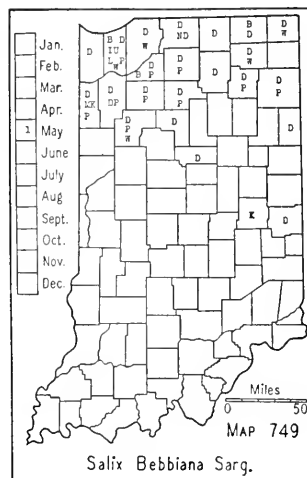 Jan.
Feb.
Mar.
Apr.
1 May
June
July
Aug
Sept.
Oct.
Nov.
Dec.
D
B D
I U
L W P
D
W
B D
P
D
N D
D
P
D
B D
D
W
D
W
D
M K
P
D
D P
D
P
D
P
D
P
D
P
W
D
D
D
K
D
Miles
0 50
MAP 749
Salix Bebbiana Sarg.